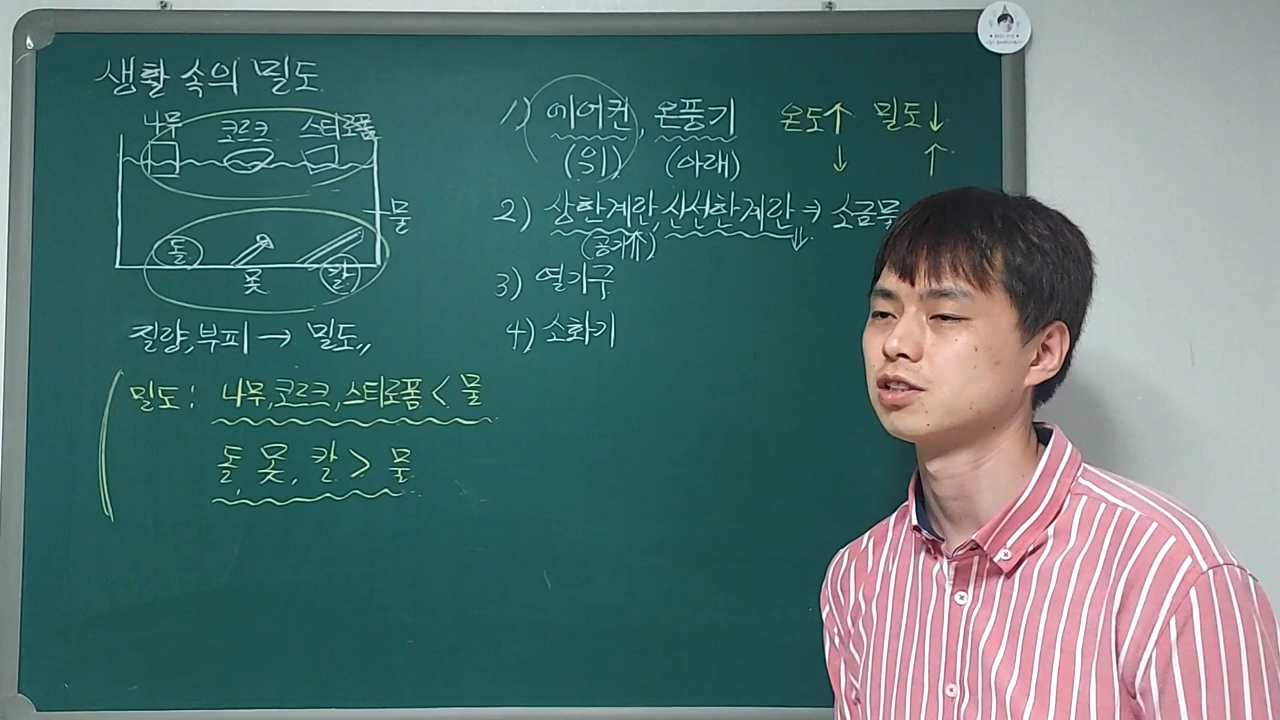 생활 속의 밀도
나무 코르크 스티로폼
물
돌 못 칼
질량, 부피 → 밀도,,
밀도 : 나무, 코르크, 스티로폼 < 물
돌, 못, 칼 > 물
1) 에어컨, 온풍기 온도↑ 밀도↓
(위) (아래) ↓ ↑
2) 상한계란, 신선한계란 → 소금물
(공기↑) ↓
3) 열기구
4) 소화기